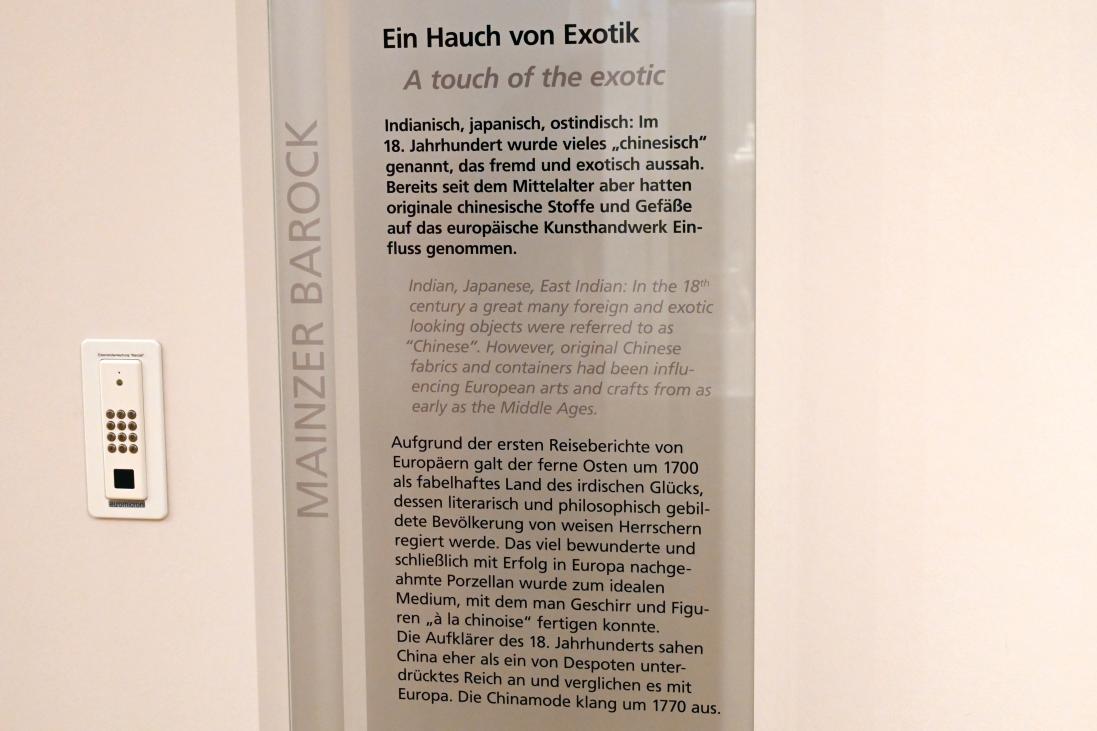 MAINZER BAROCK
Ein Hauch von Exotik
A touch of the exotic
Indianisch, japanisch, ostindisch: Im
18. Jahrhundert wurde vieles „chinesisch“
genannt, das fremd und exotisch aussah.
Bereits seit dem Mittelalter aber hatten
originale chinesische Stoffe und Gefäße
auf das europäische Kunsthandwerk Ein-
fluss genommen.
Indian, Japanese, East Indian: In the 18th
century a great many foreign and exotic
looking objects were referred to as
“Chinese”. However, original Chinese
fabrics and containers had been influ-
encing European arts and crafts from as
early as the Middle Ages.
Aufgrund der ersten Reiseberichte von
Europäern galt der ferne Osten um 1700
als fabelhaftes Land des irdischen Glücks,
dessen literarisch und philosophisch gebil-
dete Bevölkerung von weisen Herrschern
regiert werde. Das viel bewunderte und
schließlich mit Erfolg in Europa nachge-
ahmte Porzellan wurde zum idealen
Medium, mit dem man Geschirr und Figu-
ren „à la chinoise“ fertigen konnte.
Die Aufklärer des 18. Jahrhunderts sahen
China eher als ein von Despoten unter-
drücktes Reich an und verglichen es mit
Europa. Die Chinamode klang um 1770 aus.
euromicron